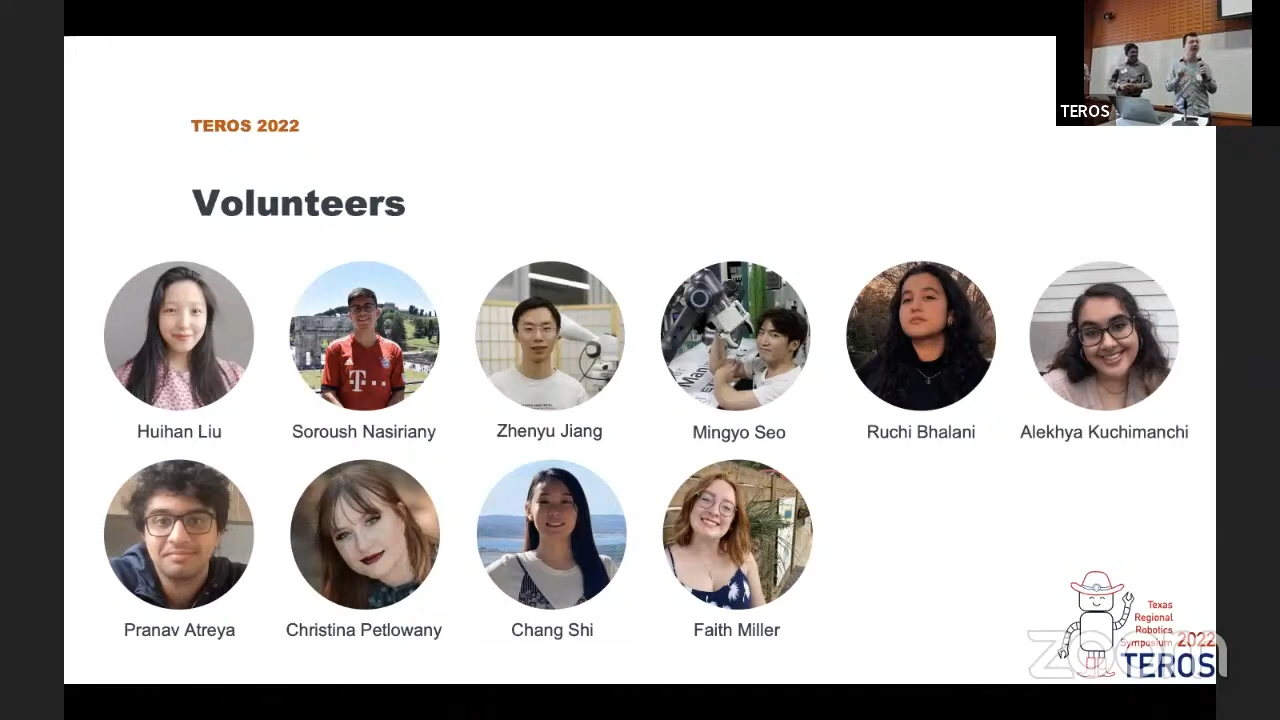 TEROS
TEROS 2022
Volunteers
Huihan Liu
Soroush Nasiriany
Zhenyu Jiang
Mingyo Seo
Ruchi Bhalani
Alekhya Kuchimanchi
Pranav Atreya
Christina Petlowany
Chang Shi
Faith Miller
Texas
Regional
Robotics
Symposium 2022
TEROS
zoom